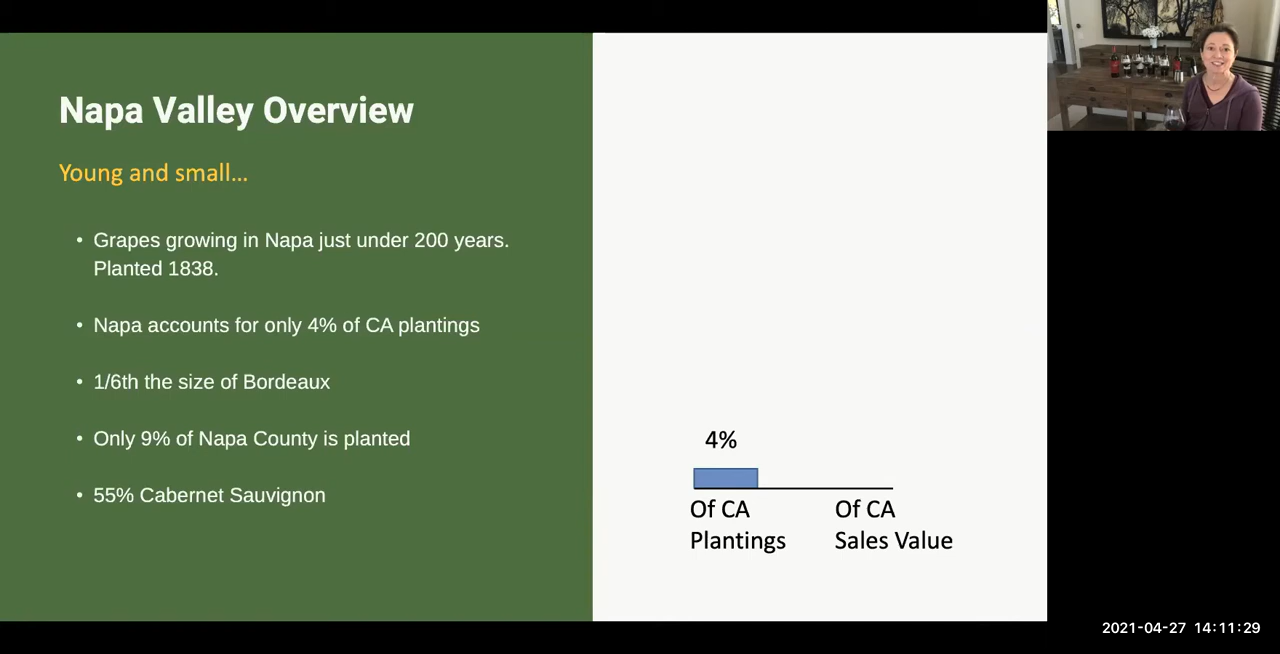 Napa Valley Overview
Young and small...
• Grapes growing in Napa just under 200 years.
Planted 1838.
• Napa accounts for only 4% of CA plantings
• 1/6th the size of Bordeaux
• Only 9% of Napa County is planted
• 55% Cabernet Sauvignon
4%
Of CA
Plantings
Of CA
Sales Value
2021-04-27 14:11:29